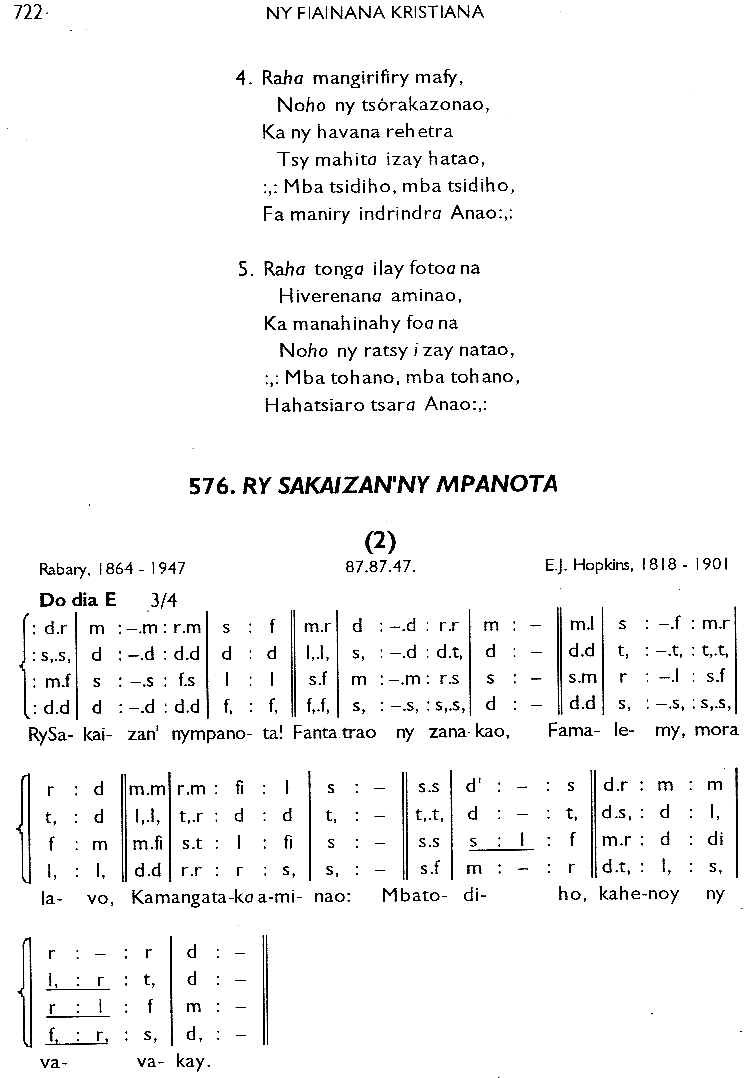 722
NY FIAINANA KRISTIANA
4. Raha mangirifiry mafy,
Noho ny tsórakazonao,
Ka ny havana rehetra
Tsy mahita izay hatao,
:,: Mba tsidiho, mba tsidiho,
Fa maniry indrindra Anao:,:
5. Raha tonga ilay fotoana
Hiverenana aminao,
Ka manahinahy foana
Noho ny ratsy izay natao,
:,: Mba tohano, mba tohano,
Hahatsiaro tsara Anao:,:
576. RY SAKAIZAN'NY MPANOTA
(2)
Rabary, 1864 - 1947 87.87.47. E.J. Hopkins, 1818 - 1901
Do dia E 3/4
: d.r | m : –.m : r.m | s : f || m.r | d : –.d : r.r | m : – || m.l | s : –.f : m.r
: s,.s, | d : –.d : d.d | d : d || l,.l, | s, : –.d : d.t, | d : – || d.d | t, : –.t, : t,.t,
: m.f | s : –.s : f.s | l : l || s.f | m : –.m : r.s | s : – || s.m | r : –.l : s.f
: d.d | d : –.d : d.d | f, : f, || f,.f, | s, : –.s, : s,.s, | d : – || d.d | s, : –.s, : s,.s,
RySa- kai- zan' nympano- ta! Fanta trao ny zana-kao, Fama- le- my, mora
r : d || m.m | r.m : fi : l | s : – || s.s | d' : – : s || d.r : m : m
t, : d || l,.l, | t,.r : d : d | t, : – || t,.t, | d : – : t, || d.s, : d : l,
f : m || m.fi | s.t : l : fi | s : – || s.s | s : l : f || m.r : d : di
l, : l, || d.d | r.r : r : s, | s, : – || s.f | m : – : r || d.t, : l, : s,
la- vo, Kamangata-koa-mi- nao: Mbato- di- ho, kahe-noy ny
r : – : r | d : –
l, : r : t, | d : –
r : l : f | m : –
f, : r, : s, | d, : –
va- va- kay.